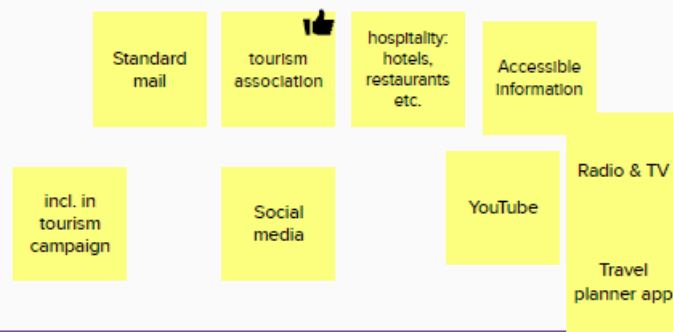 Standard
mail
tourism
association
hospitality:
hotels,
restaurants
etc.
Accessible
Information
Radio & TV
incl. in
tourism
campaign
Social
media
YouTube
Travel
planner app